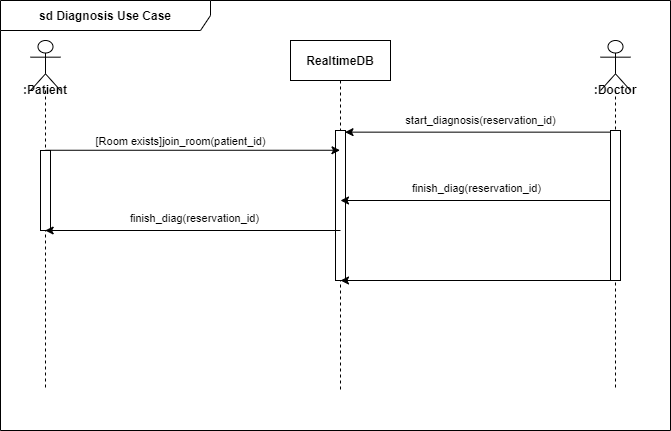 sd Diagnosis Use Case
:Patient
RealtimeDB
:Doctor
start_diagnosis(reservation_id)
[Room exists]join_room(patient_id)
finish_diag(reservation_id)
finish_diag(reservation_id)